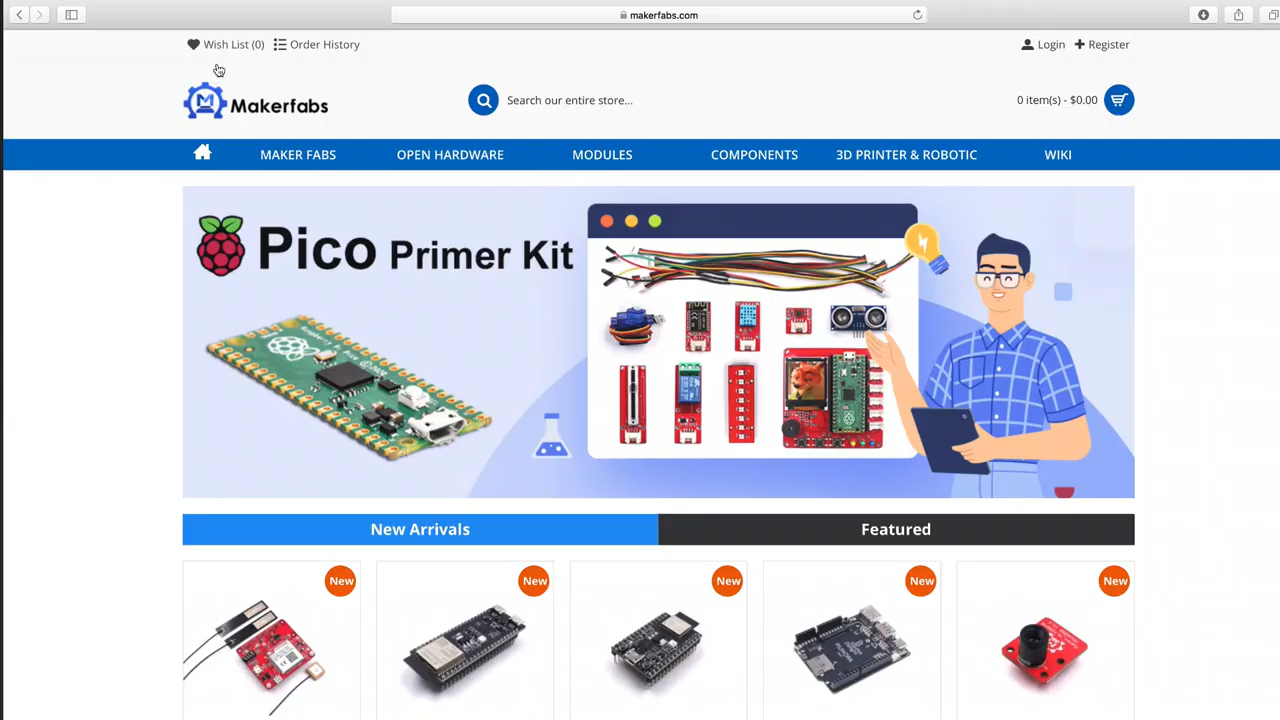 makerfabs.com
Wish List (0) Order History Login Register
Makerfabs
Search our entire store...
0 item(s) - $0.00
MAKER FABS OPEN HARDWARE MODULES COMPONENTS 3D PRINTER & ROBOTIC WIKI
Pico Primer Kit
New Arrivals Featured
New New New New New